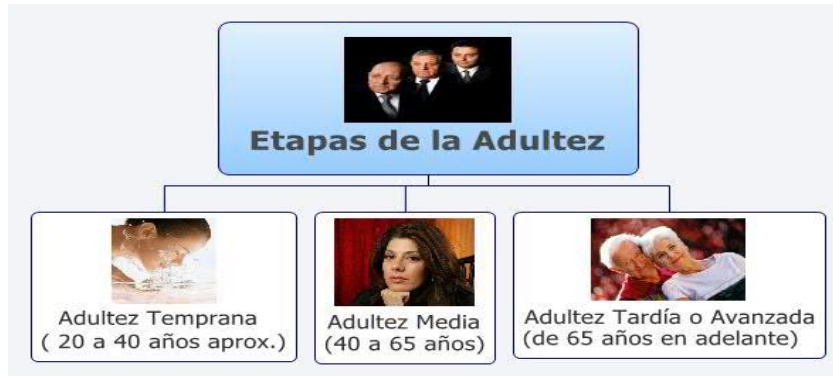 Etapas de la Adultez
Adultez Temprana
( 20 a 40 años aprox.)
Adultez Media
(40 a 65 años)
Adultez Tardía o Avanzada
(de 65 años en adelante)